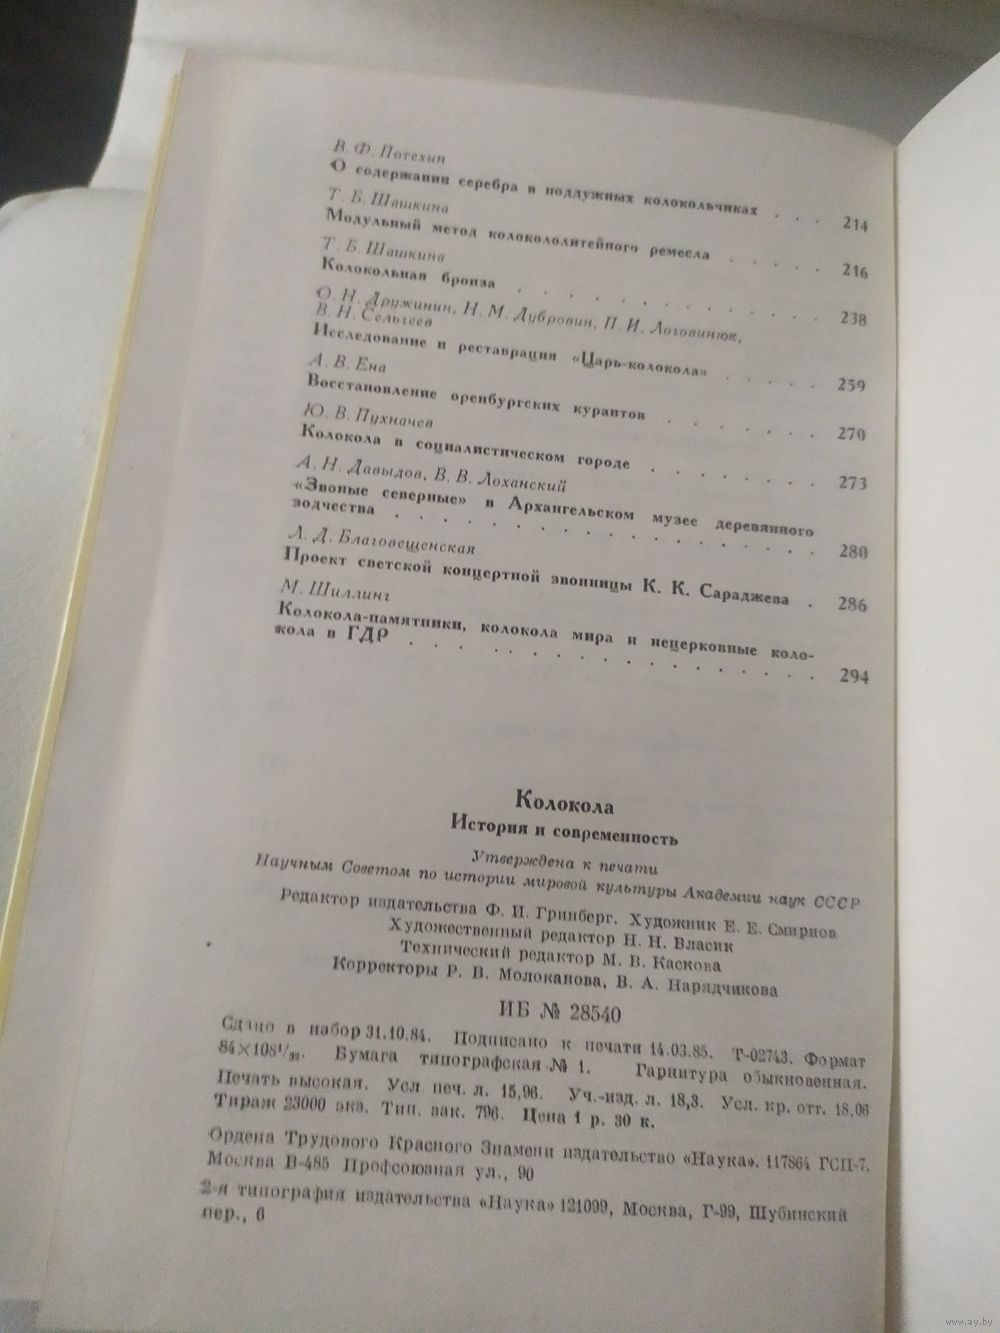 В. Ф. Потехин
О содержании серебра в поддужных колокольчиках . . . 214
Т. Б. Шашкина
Модульный метод колокололитейного ремесла . . . . . 216
Т. Б. Шашкина
Колокольная бронза . . . . . . . . . . . . 238
О. Н. Дружинин, Н. М. Дубровин, П. И. Логовинюк,
В. Н. Сельгеев
Исследование и реставрация «Царь-колокола» . . . . . 259
А. В. Ена
Восстановление оренбургских курантов . . . . . . . 270
Ю. В. Пухначев
Колокола в социалистическом городе . . . . . . . 273
А. Н. Давыдов, В. В. Лоханский
«Звоны северные» в Архангельском музее деревянного
зодчества . . . . . . . . . . . . . . . . 280
Л. Д. Благовещенская
Проект светской концертной звонницы К. К. Сараджева . 286
М. Шиллинг
Колокола-памятники, колокола мира и нецерковные коло-
кола в ГДР . . . . . . . . . . . . . . . . 294
Колокола
История и современность
Утверждена к печати
Научным Советом по истории мировой культуры Академии наук СССР
Редактор издательства Ф. И. Гринберг. Художник Е. Е. Смирнов
Художественный редактор Н. Н. Власик
Технический редактор М. В. Каскова
Корректоры Р. В. Молоканова, В. А. Нарядчикова
ИБ № 28540
Сдано в набор 31.10.84. Подписано к печати 14.03.85. Т-02743. Формат
84×108¹/₃₂. Бумага типографская № 1. Гарнитура обыкновенная.
Печать высокая. Усл. печ. л. 15,96. Уч.-изд. л. 18,3. Усл. кр. отт. 18,06
Тираж 23000 экз. Тип. зак. 796. Цена 1 р. 30 к.
Ордена Трудового Красного Знамени издательство «Наука». 117864 ГСП-7,
Москва В-485 Профсоюзная ул., 90
2-я типография издательства «Наука» 121099, Москва, Г-99, Шубинский
пер., 6
www.ay.by